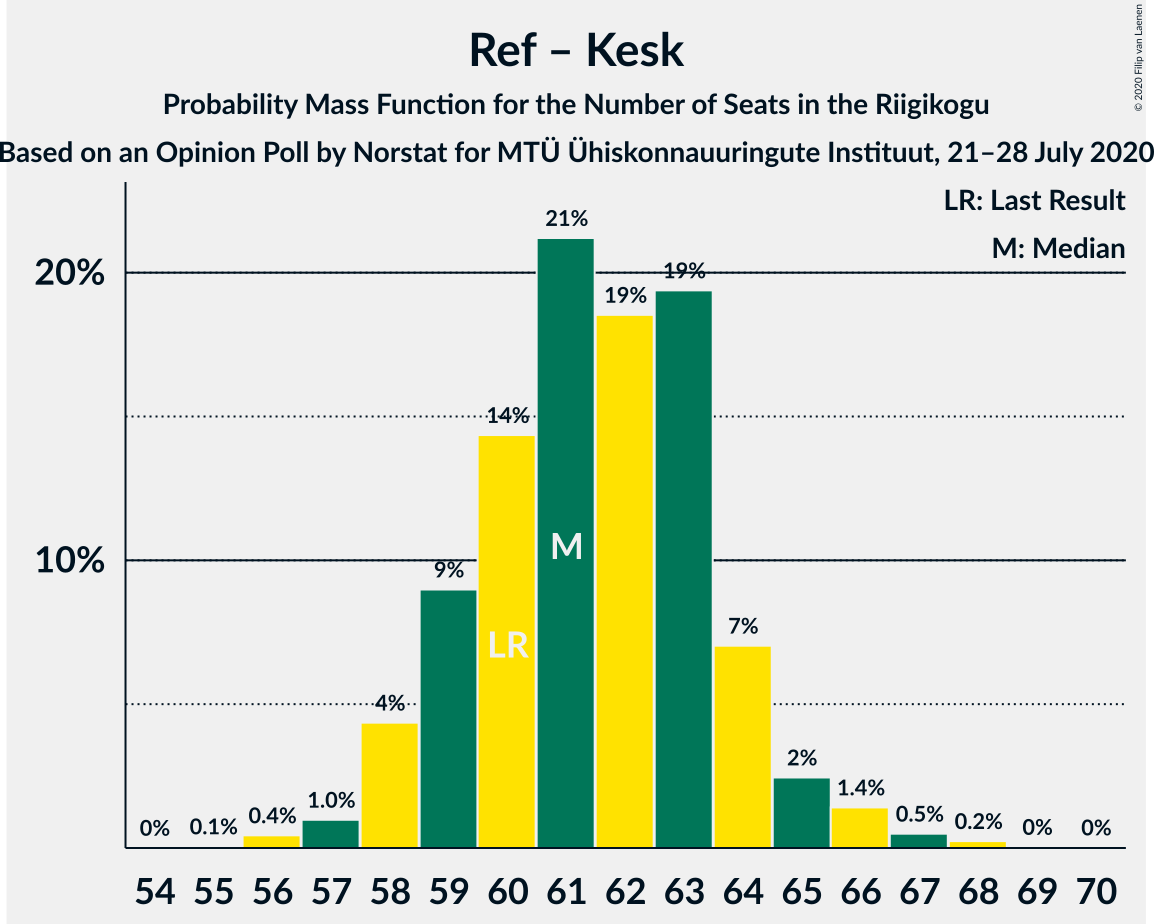 Ref – Kesk
Probability Mass Function for the Number of Seats in the Riigikogu
Based on an Opinion Poll by Norstat for MTÜ Ühiskonnauuringute Instituut, 21–28 July 2020
© 2020 Filip van Laenen
LR: Last Result
M: Median
20%
10%
0% 0.1% 0.4% 1.0% 4% 9% 14% 21% 19% 19% 7% 2% 1.4% 0.5% 0.2% 0% 0%
M
LR
54 55 56 57 58 59 60 61 62 63 64 65 66 67 68 69 70